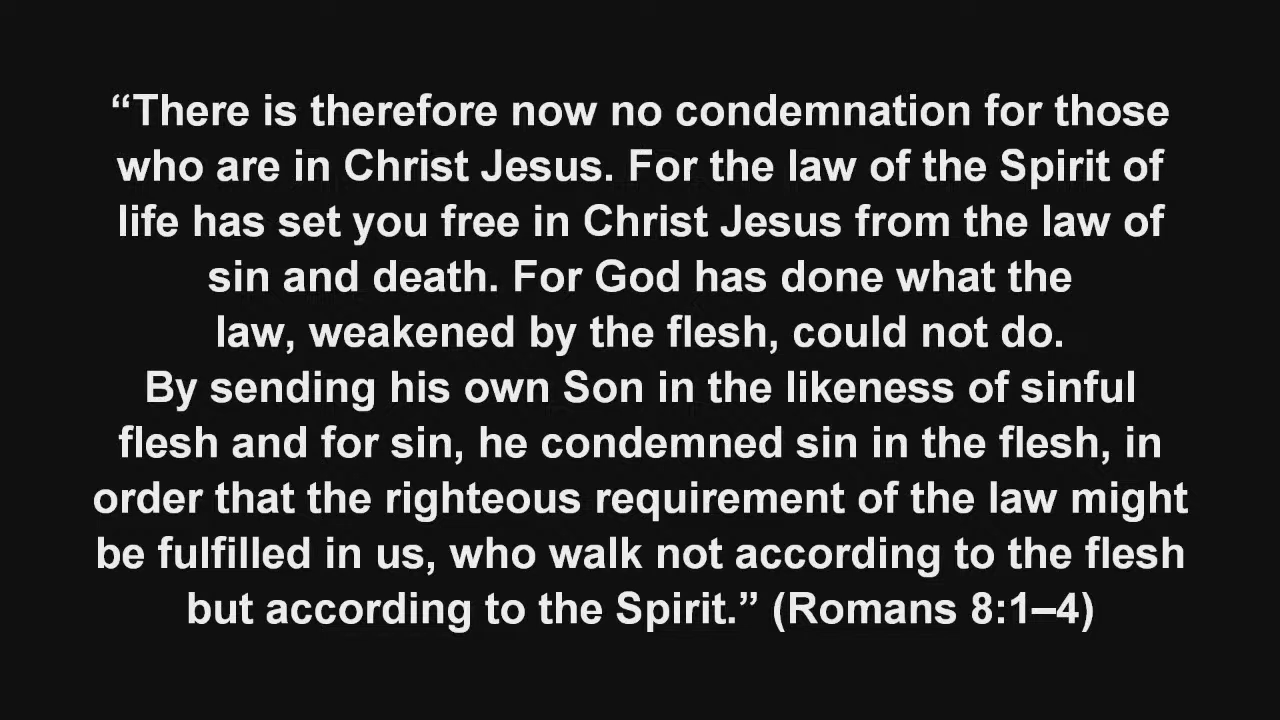 “There is therefore now no condemnation for those
who are in Christ Jesus. For the law of the Spirit of
life has set you free in Christ Jesus from the law of
sin and death. For God has done what the
law, weakened by the flesh, could not do.
By sending his own Son in the likeness of sinful
flesh and for sin, he condemned sin in the flesh, in
order that the righteous requirement of the law might
be fulfilled in us, who walk not according to the flesh
but according to the Spirit.” (Romans 8:1–4)